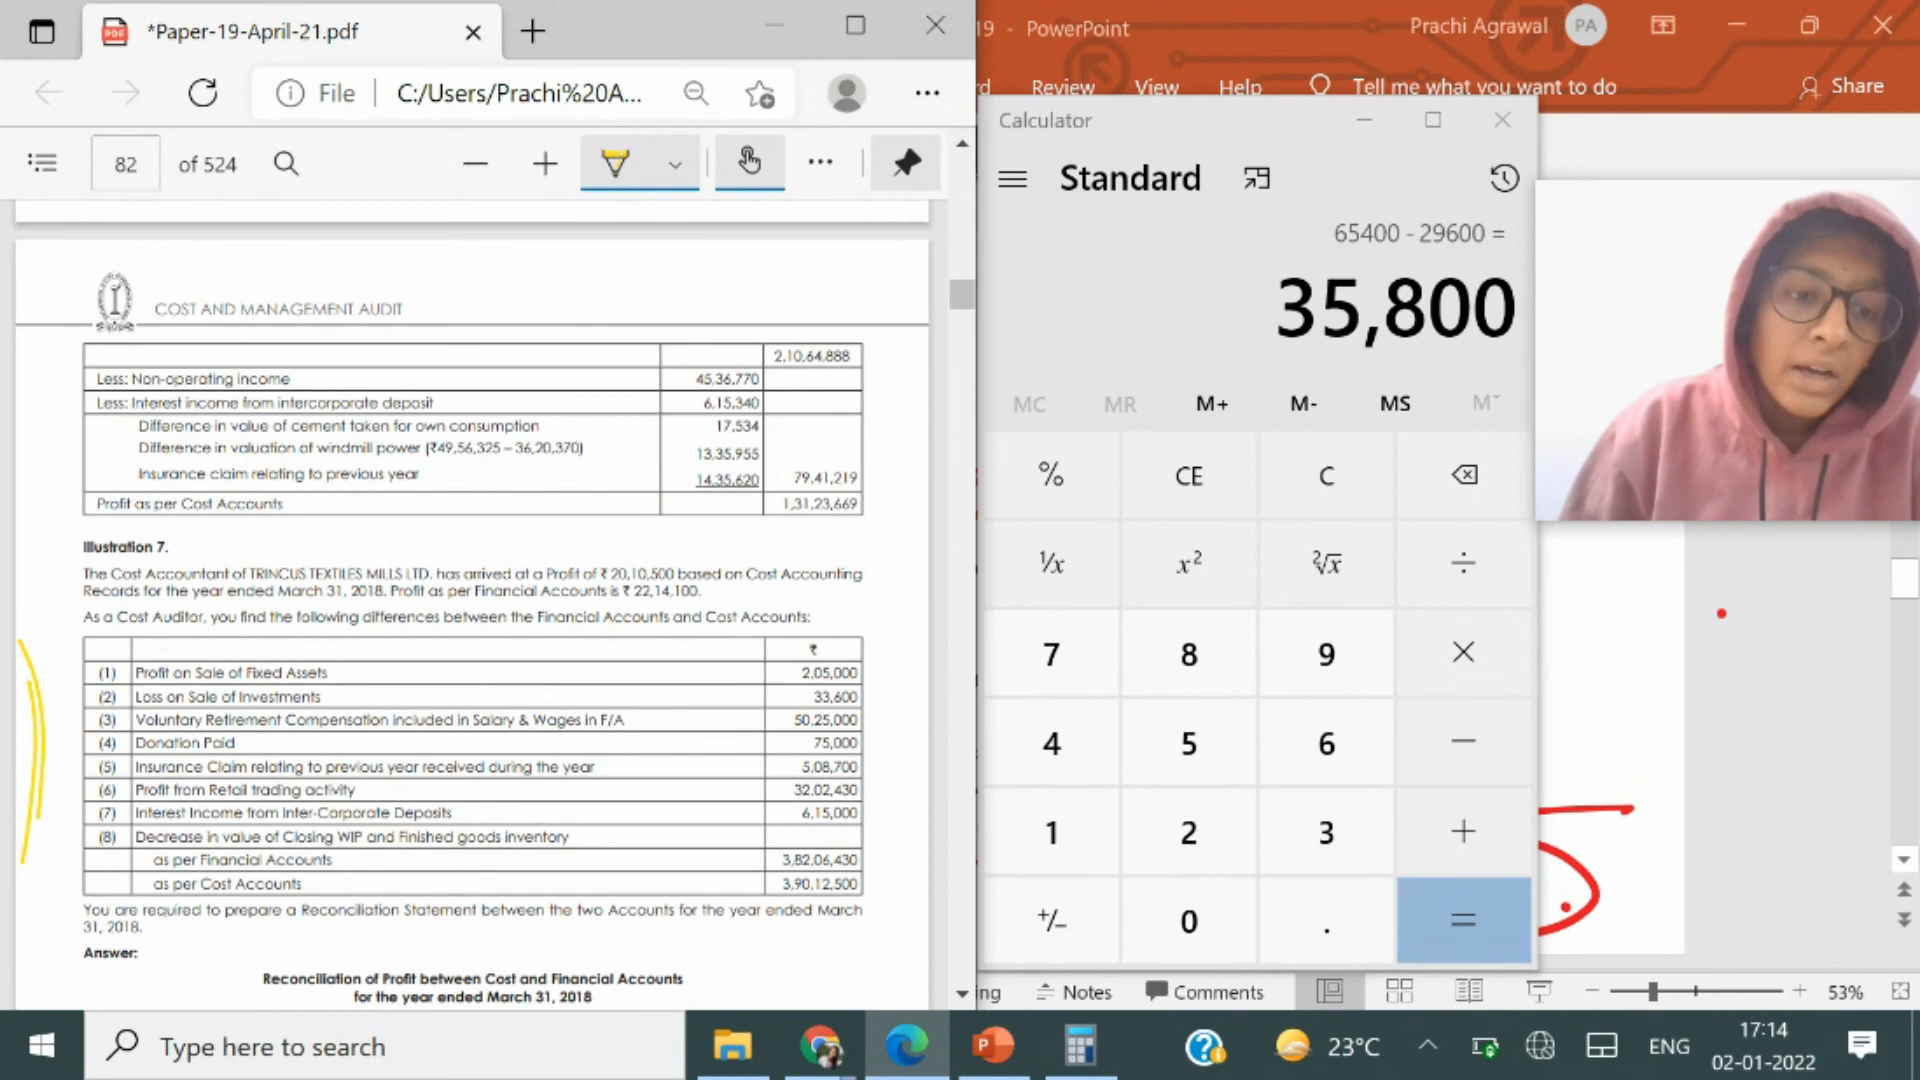 *Paper-19-April-21.pdf
19 - PowerPoint
Prachi Agrawal
PA
File
C:/Users/Prachi%20A...
Review View Help Tell me what you want to do
Share
82 of 524
Calculator
Standard
65400 - 29600 =
35,800
MC MR M+ M- MS M˅
% CE C
¹/x x² ²√x ÷
7 8 9 ×
4 5 6 −
1 2 3 +
+/− 0 . =
COST AND MANAGEMENT AUDIT
2,10,64,888
Less: Non-operating income 45,36,770
Less: Interest income from intercorporate deposit 6,15,340
Difference in value of cement taken for own consumption 17,534
Difference in valuation of windmill power (₹49,56,325 – 36,20,370) 13,35,955
Insurance claim relating to previous year 14,35,620 79,41,219
Profit as per Cost Accounts 1,31,23,669
Illustration 7.
The Cost Accountant of TRINCUS TEXTILES MILLS LTD. has arrived at a Profit of ₹ 20,10,500 based on Cost Accounting
Records for the year ended March 31, 2018. Profit as per Financial Accounts is ₹ 22,14,100.
As a Cost Auditor, you find the following differences between the Financial Accounts and Cost Accounts:
₹
(1) Profit on Sale of Fixed Assets 2,05,000
(2) Loss on Sale of Investments 33,600
(3) Voluntary Retirement Compensation included in Salary & Wages in F/A 50,25,000
(4) Donation Paid 75,000
(5) Insurance Claim relating to previous year received during the year 5,08,700
(6) Profit from Retail trading activity 32,02,430
(7) Interest Income from Inter-Corporate Deposits 6,15,000
(8) Decrease in value of Closing WIP and Finished goods inventory
as per Financial Accounts 3,82,06,430
as per Cost Accounts 3,90,12,500
You are required to prepare a Reconciliation Statement between the two Accounts for the year ended March
31, 2018.
Answer:
Reconciliation of Profit between Cost and Financial Accounts
for the year ended March 31, 2018
Notes Comments 53%
Type here to search
23°C
ENG
17:14
02-01-2022